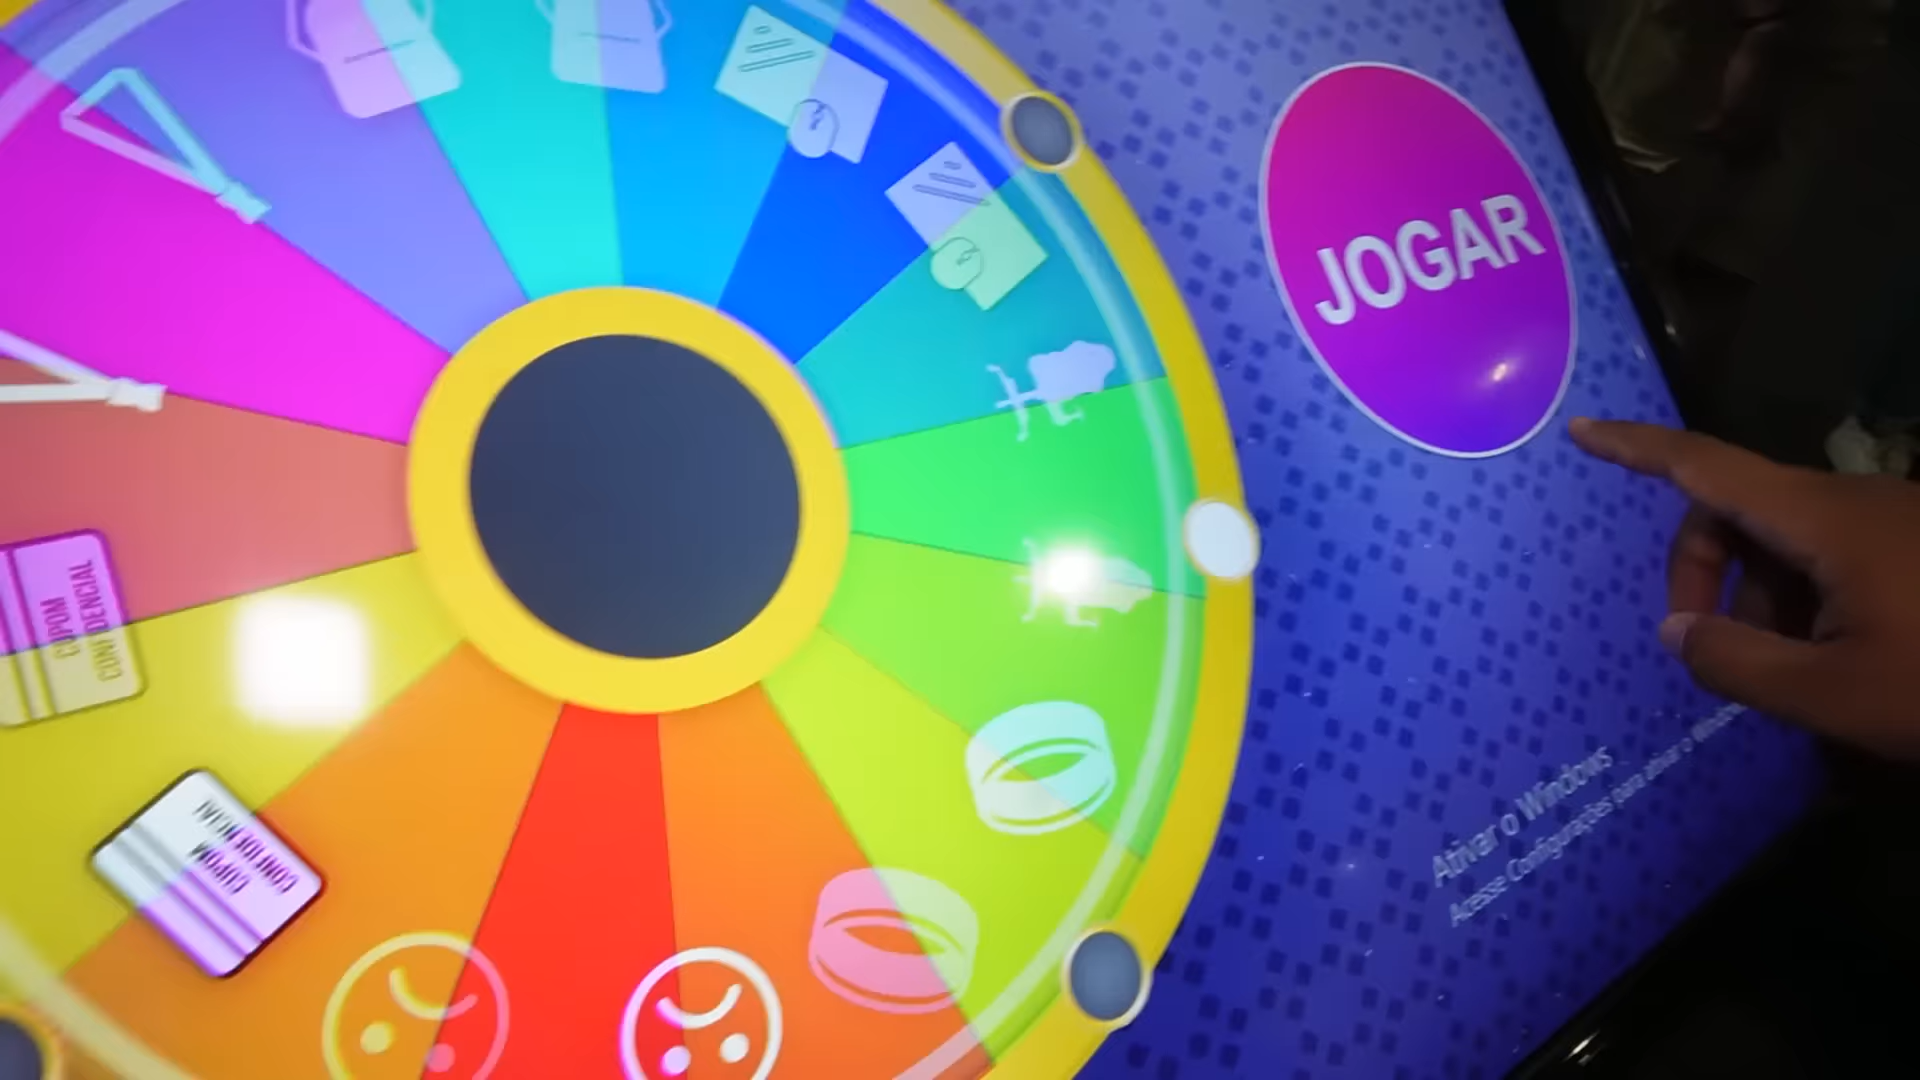 JOGAR
CUPOM
CONFIDENCIAL
CUPOM
CONFIDENCIAL
Ativar o Windows
Acesse Configurações para ativar o Windows